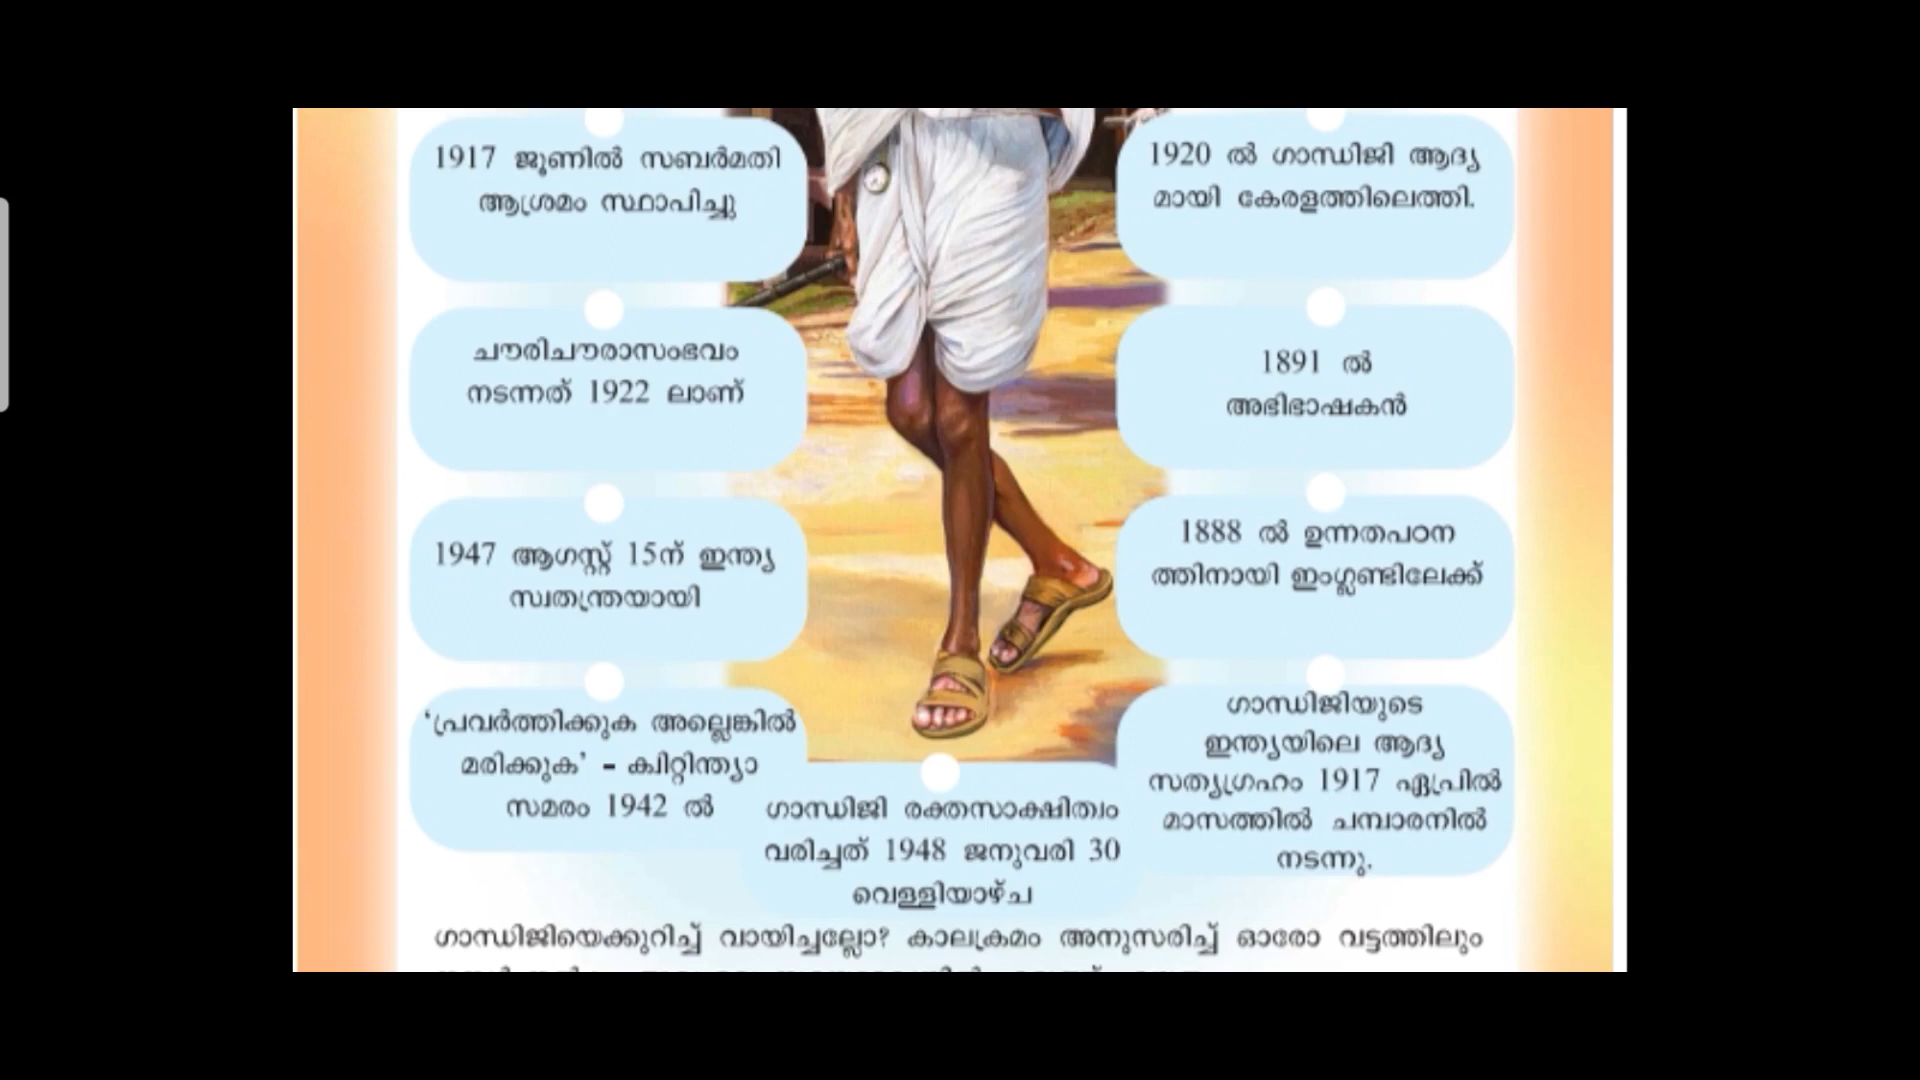 1917 ജൂണിൽ സബർമതി
ആശ്രമം സ്ഥാപിച്ചു
ചൗരിചൗരാസംഭവം
നടന്നത് 1922 ലാണ്
1947 ആഗസ്റ്റ് 15ന് ഇന്ത്യ
സ്വതന്ത്രയായി
‘പ്രവർത്തിക്കുക അല്ലെങ്കിൽ
മരിക്കുക’ - ക്വിറ്റിന്ത്യാ
സമരം 1942 ൽ
1920 ൽ ഗാന്ധിജി ആദ്യ
മായി കേരളത്തിലെത്തി.
1891 ൽ
അഭിഭാഷകൻ
1888 ൽ ഉന്നതപഠന
ത്തിനായി ഇംഗ്ലണ്ടിലേക്ക്
ഗാന്ധിജിയുടെ
ഇന്ത്യയിലെ ആദ്യ
സത്യഗ്രഹം 1917 ഏപ്രിൽ
മാസത്തിൽ ചമ്പാരനിൽ
നടന്നു.
ഗാന്ധിജി രക്തസാക്ഷിത്വം
വരിച്ചത് 1948 ജനുവരി 30
വെള്ളിയാഴ്ച
ഗാന്ധിജിയെക്കുറിച്ച് വായിച്ചല്ലോ? കാലക്രമം അനുസരിച്ച് ഓരോ വട്ടത്തിലും